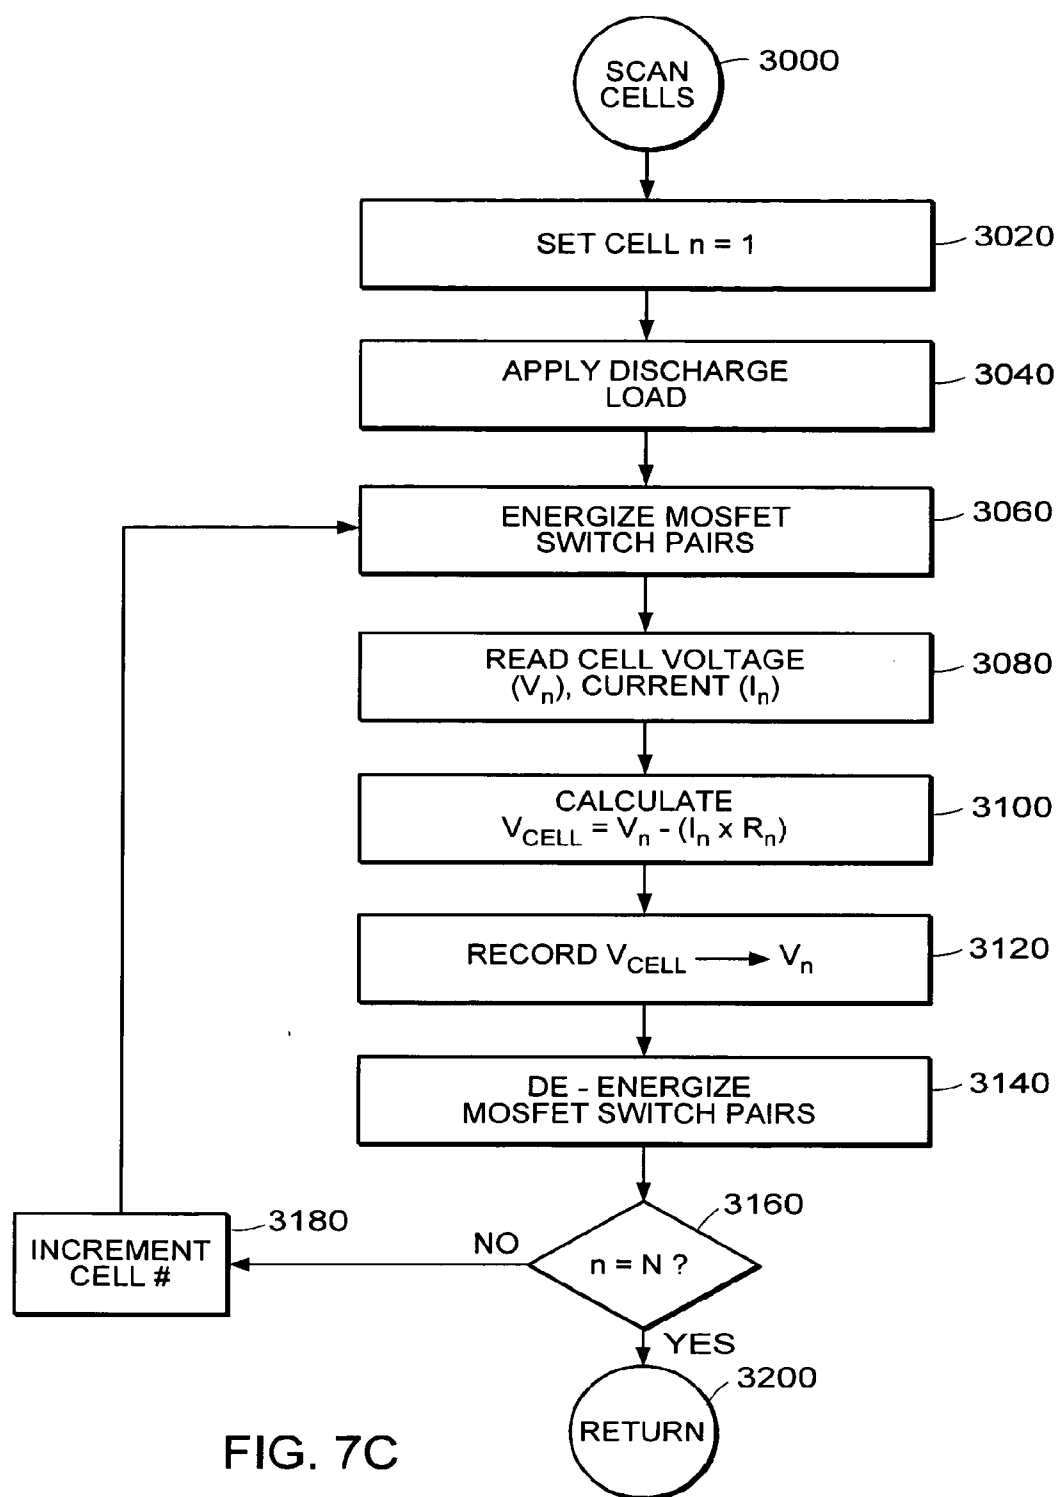 SCAN
CELLS
3000
SET CELL n = 1
3020
APPLY DISCHARGE
LOAD
3040
ENERGIZE MOSFET
SWITCH PAIRS
3060
READ CELL VOLTAGE
(Vn), CURRENT (In)
3080
CALCULATE
VCELL = Vn - (In x Rn)
3100
RECORD VCELL → Vn
3120
DE - ENERGIZE
MOSFET SWITCH PAIRS
3140
n = N ?
3160
NO
INCREMENT
CELL #
3180
YES
RETURN
3200
FIG. 7C